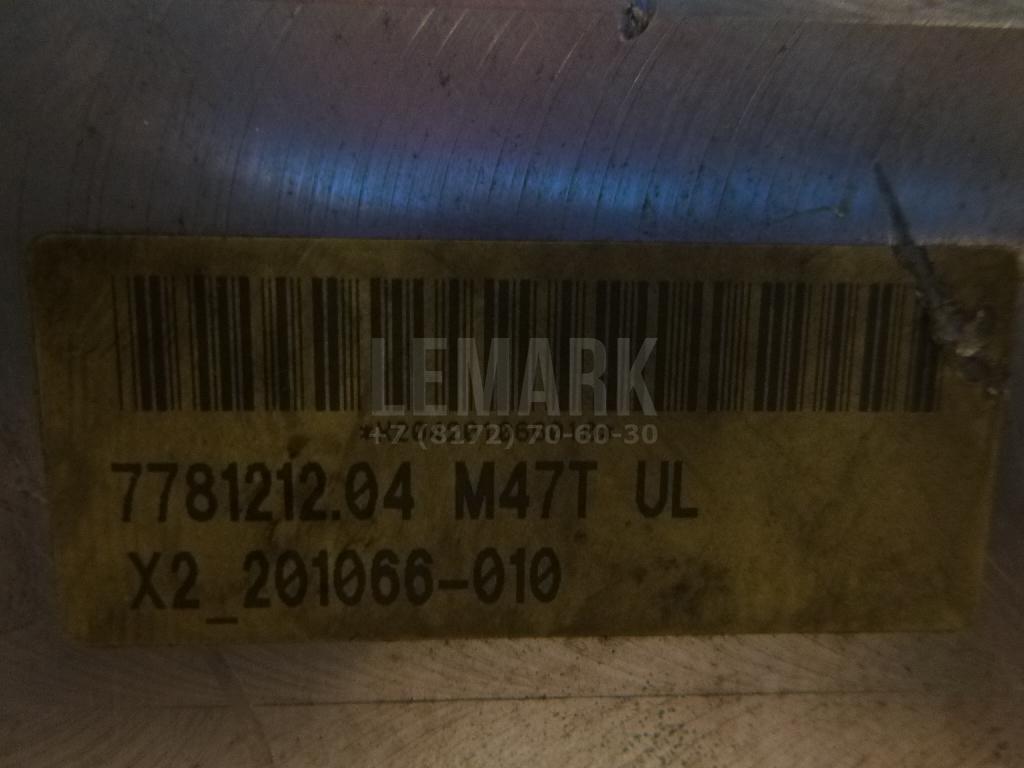 LEMARK
+7 (8172) 70-60-30
7781212.04 M47T UL
X2_201066-010